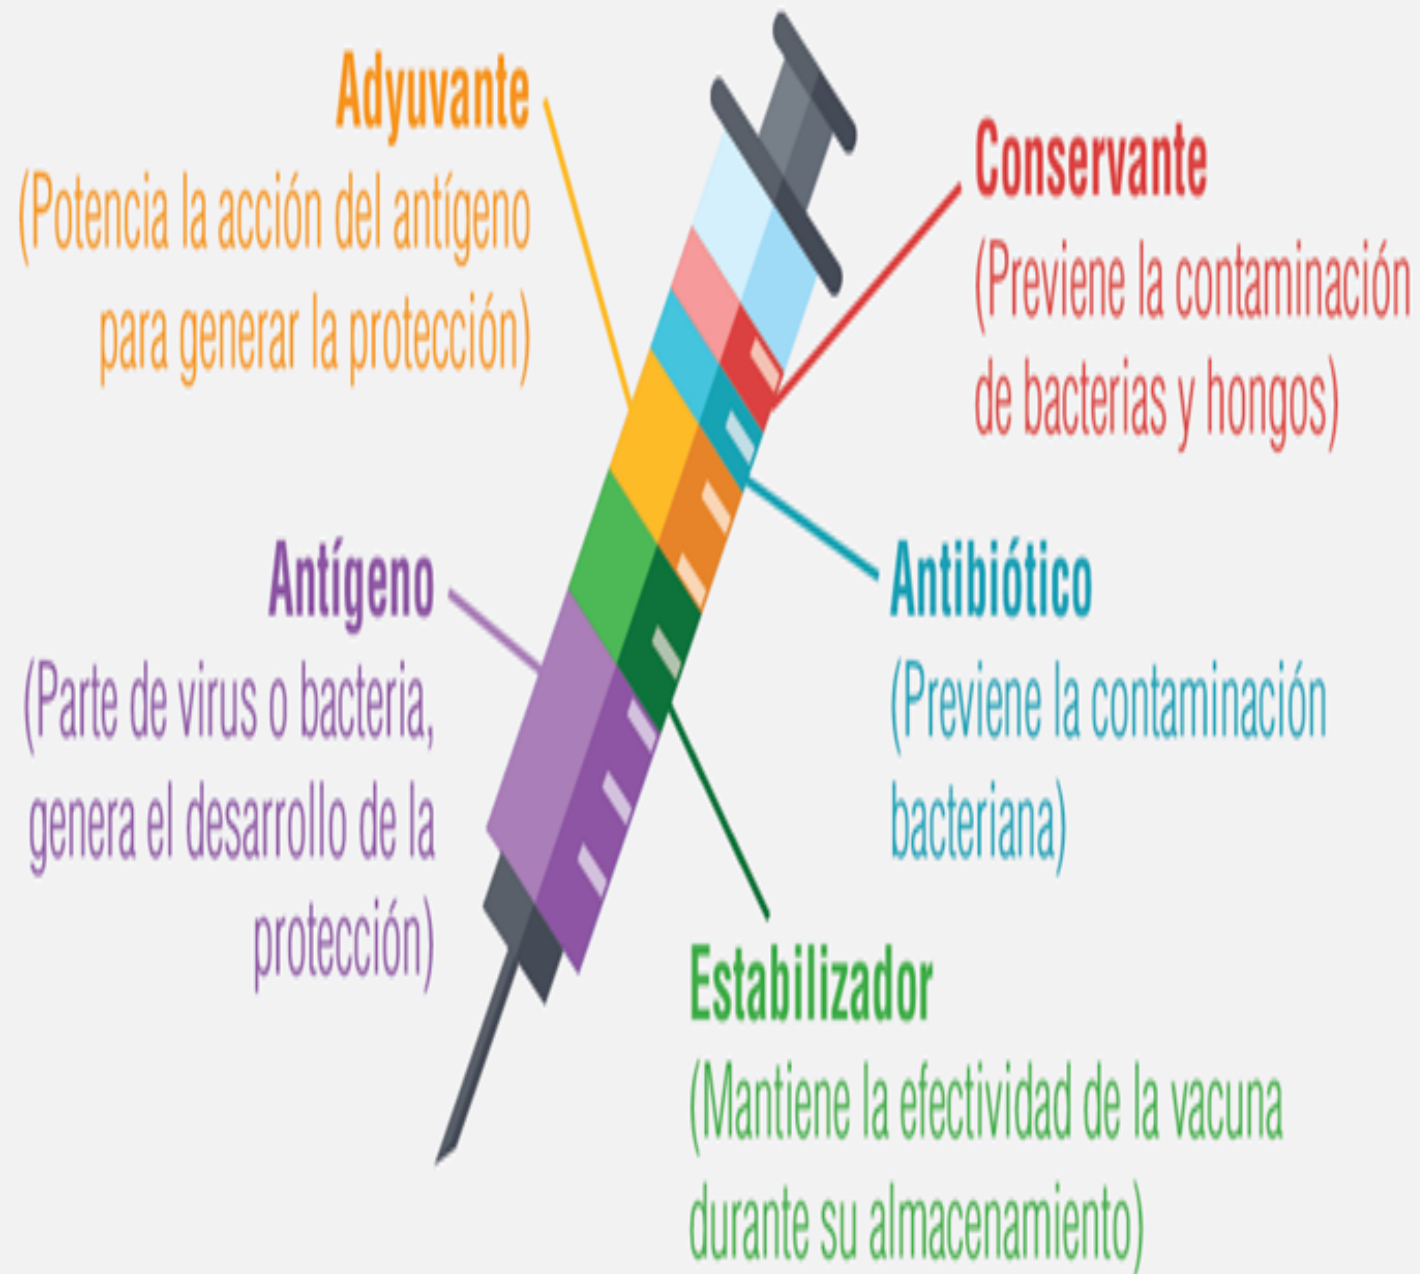 Adyuvante
(Potencia la acción del antígeno
para generar la protección)
Conservante
(Previene la contaminación
de bacterias y hongos)
Antígeno
(Parte de virus o bacteria,
genera el desarrollo de la
protección)
Antibiótico
(Previene la contaminación
bacteriana)
Estabilizador
(Mantiene la efectividad de la vacuna
durante su almacenamiento)